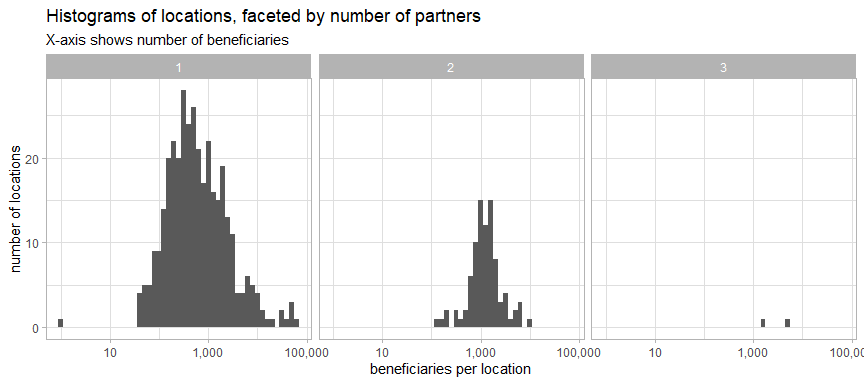 Histograms of locations, faceted by number of partners
X-axis shows number of beneficiaries
1 2 3
number of locations
20
10
0
10 1,000 100,000 10 1,000 100,000 10 1,000 100,000
beneficiaries per location